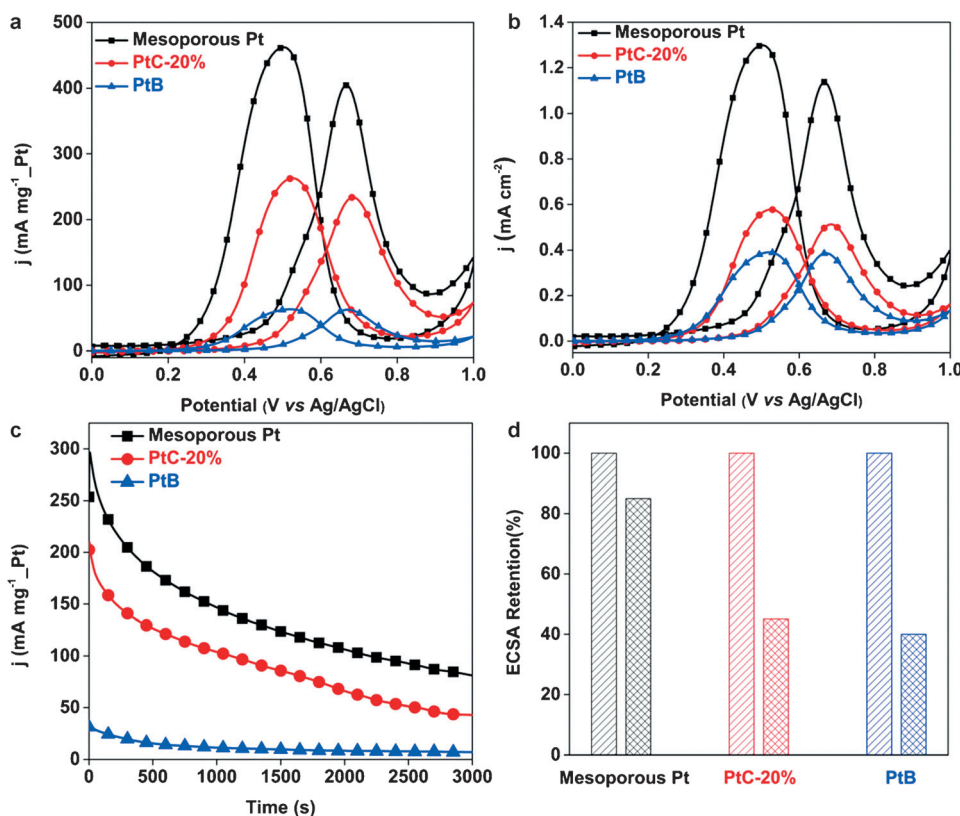 a
500
400
300
200
100
0
j (mA mg⁻¹_Pt)
Mesoporous Pt
PtC-20%
PtB
0.0 0.2 0.4 0.6 0.8 1.0
Potential (V vs Ag/AgCl)
b
1.4
1.2
1.0
0.8
0.6
0.4
0.2
0.0
j (mA cm⁻²)
Mesoporous Pt
PtC-20%
PtB
0.0 0.2 0.4 0.6 0.8 1.0
Potential (V vs Ag/AgCl)
c
300
250
200
150
100
50
0
j (mA mg⁻¹_Pt)
Mesoporous Pt
PtC-20%
PtB
0 500 1000 1500 2000 2500 3000
Time (s)
d
100
80
60
40
20
0
ECSA Retention(%)
Mesoporous Pt PtC-20% PtB